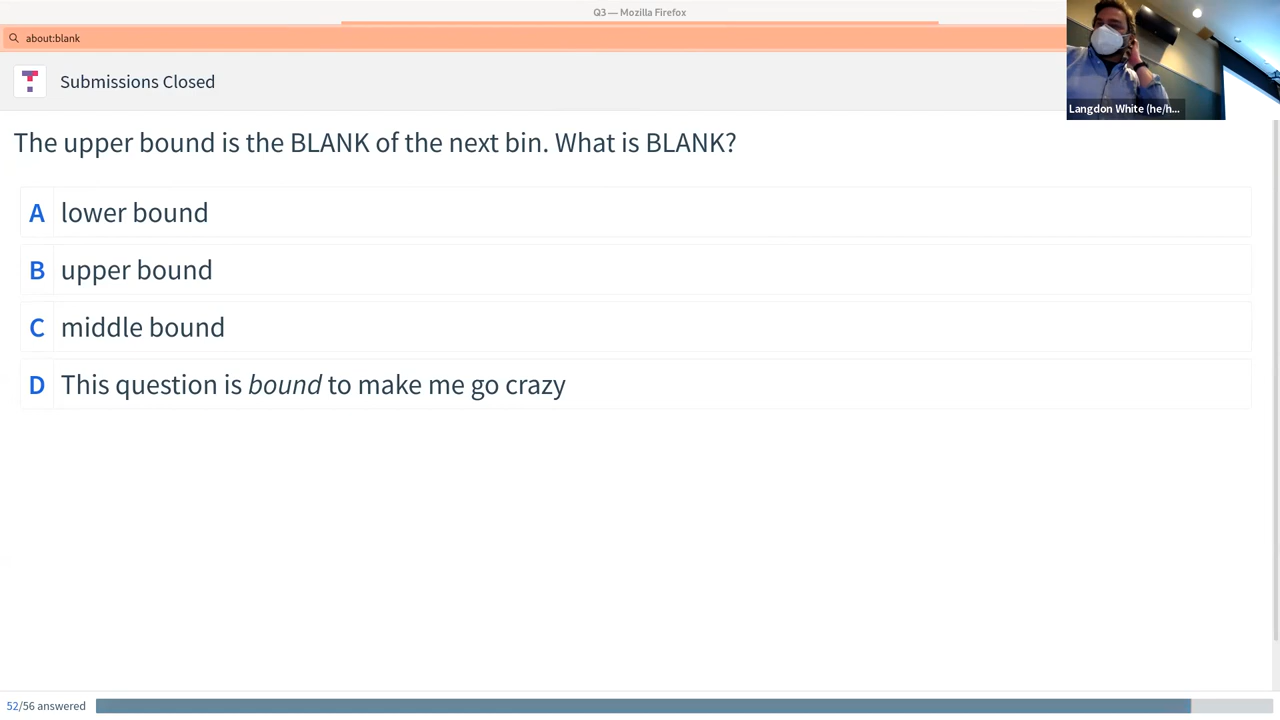 Q3 — Mozilla Firefox
about:blank
Submissions Closed
Langdon White (he/h...
The upper bound is the BLANK of the next bin. What is BLANK?
A lower bound
B upper bound
C middle bound
D This question is bound to make me go crazy
52/56 answered